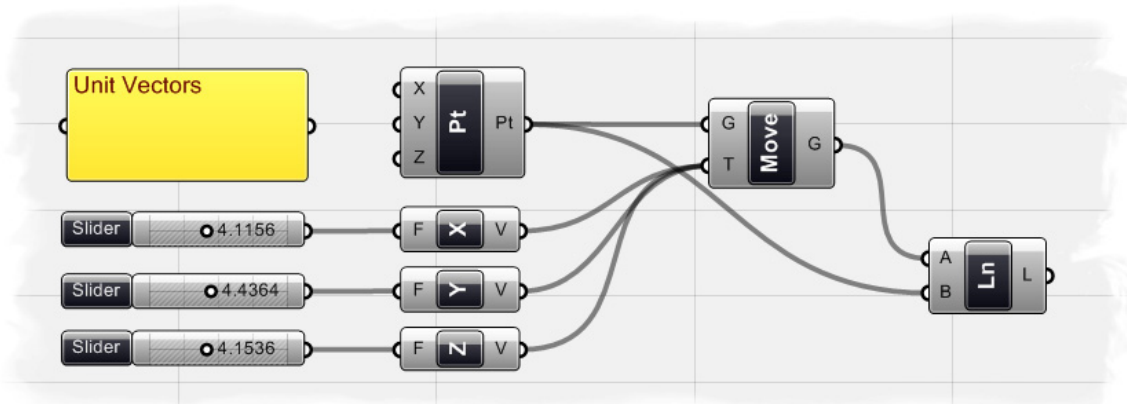 Unit Vectors
X
Y
Z
Pt
Pt
G
T
Move
G
Slider
4.1156
F
X
V
Slider
4.4364
F
Y
V
Slider
4.1536
F
Z
V
A
B
Ln
L